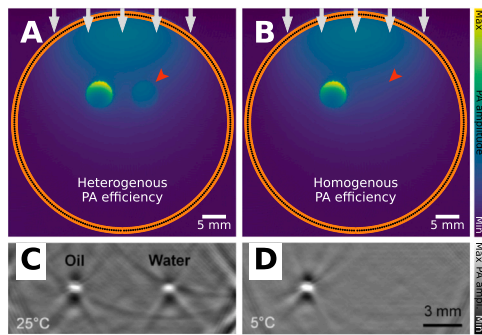 A
B
Heterogenous
PA efficiency
5 mm
Homogenous
PA efficiency
5 mm
Max
PA amplitude
Min
C
Oil
Water
25°C
D
5°C
3 mm
Max
PA ampl.
Min